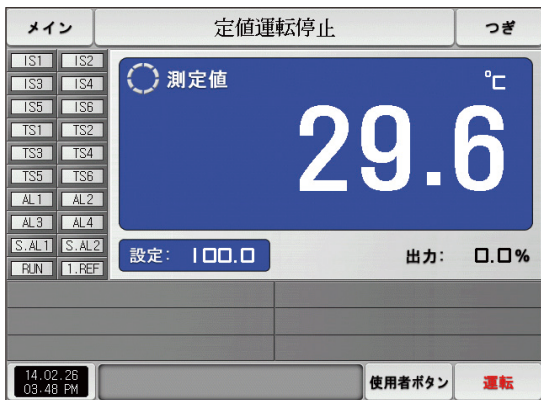 メイン 定値運転停止 つぎ
IS1 IS2
IS3 IS4
IS5 IS6
TS1 TS2
TS3 TS4
TS5 TS6
AL1 AL2
AL3 AL4
S.AL1 S.AL2
RUN 1.REF
測定値 ℃
29.6
設定: 100.0 出力: 0.0%
14.02.26
03:48 PM
使用者ボタン 運転